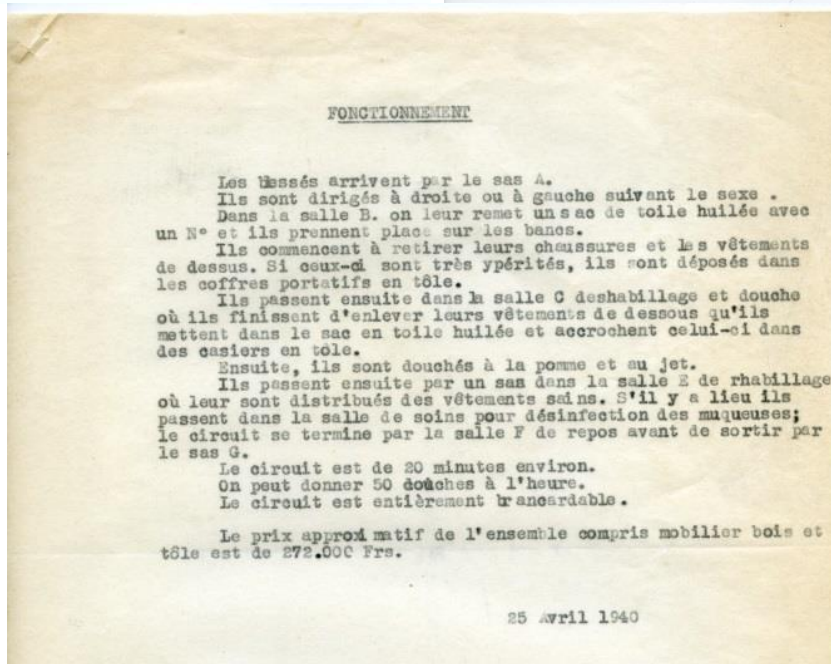 FONCTIONNEMENT
Les blessés arrivent par le sas A.
Ils sont dirigés à droite ou à gauche suivant le sexe .
Dans la salle B. on leur remet un sac de toile huilée avec
un N° et ils prennent place sur les bancs.
Ils commencent à retirer leurs chaussures et les vêtements
de dessus. Si ceux-ci sont très ypérités, ils sont déposés dans
les coffres portatifs en tôle.
Ils passent ensuite dans la salle C deshabillage et douche
où ils finissent d'enlever leurs vêtements de dessous qu'ils
mettent dans le sac en toile huilée et accrochent celui-ci dans
des casiers en tole.
Ensuite, ils sont douchés à la pomme et au jet.
Ils passent ensuite par un sas dans la salle E de rhabillage
où leur sont distribués des vêtements sains. S'il y a lieu ils
passent dans la salle de soins pour désinfection des muqueuses;
le circuit se termine par la salle F de repos avant de sortir par
le sas G.
Le circuit est de 20 minutes environ.
On peut donner 50 douches à l'heure.
Le circuit est entièrement brancardable.
Le prix approximatif de l'ensemble compris mobilier bois et
tôle est de 272.000 Frs.
25 Avril 1940